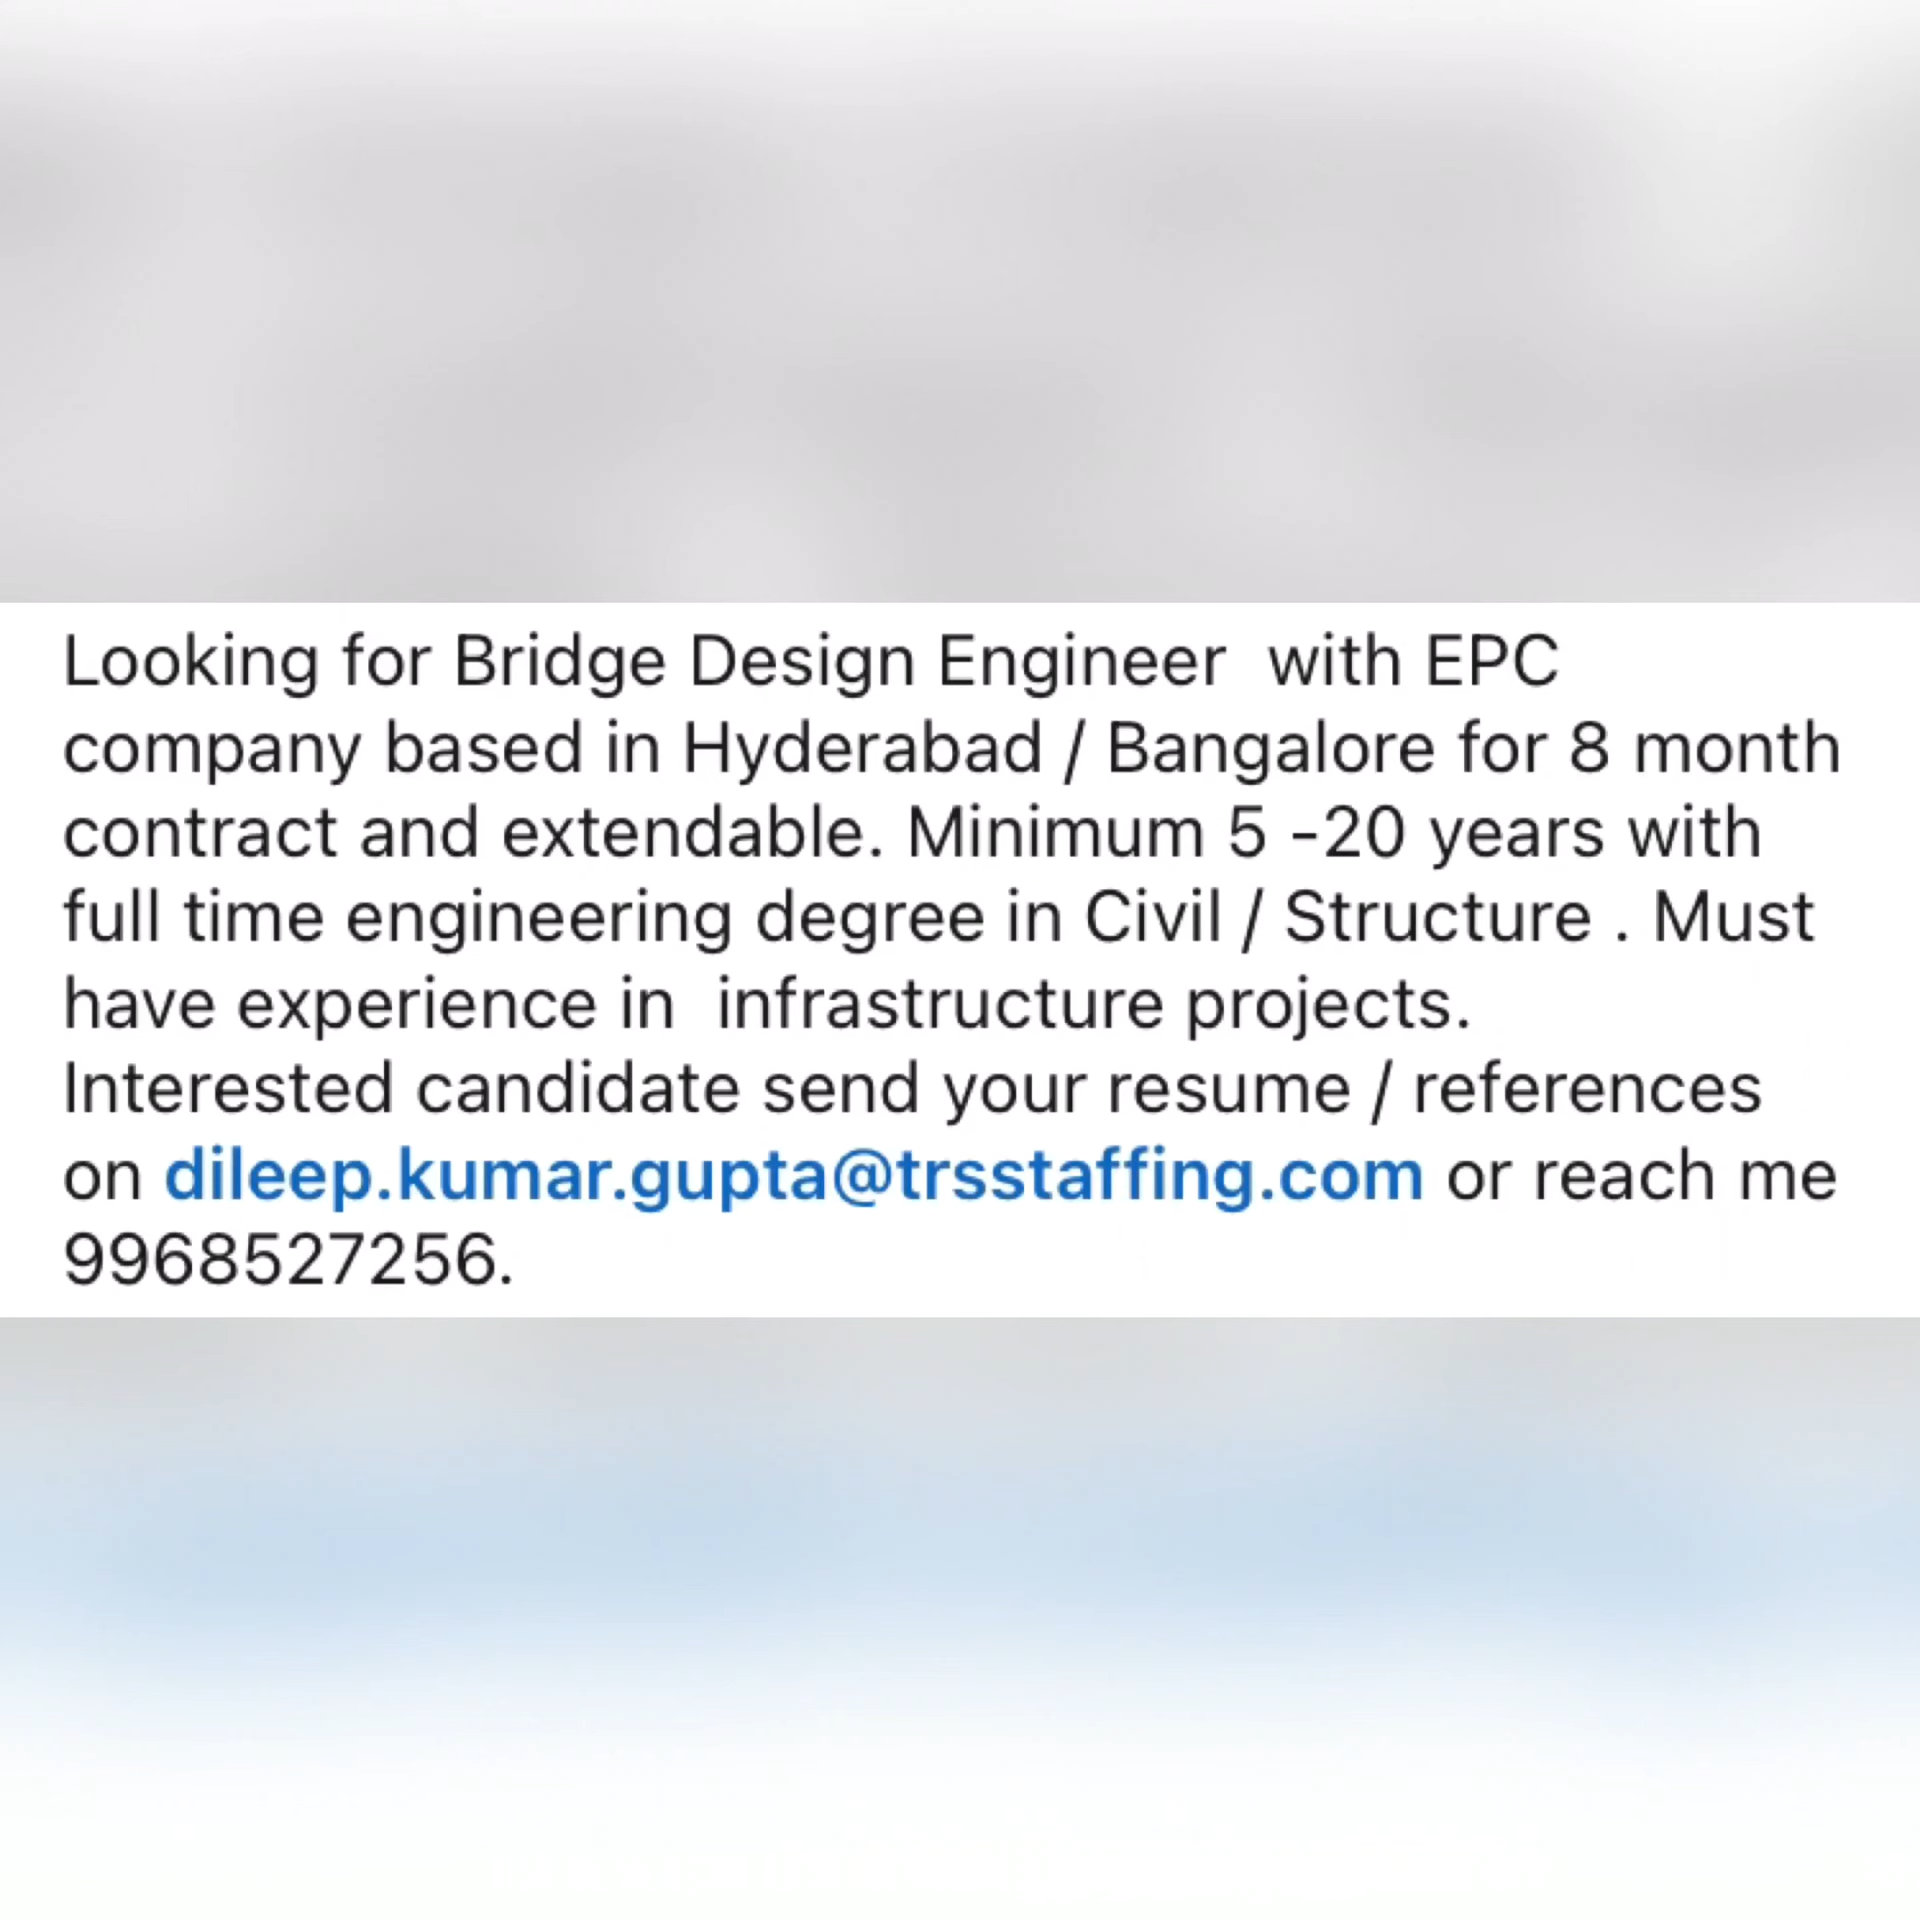 Looking for Bridge Design Engineer  with EPC
company based in Hyderabad / Bangalore for 8 month
contract and extendable. Minimum 5 -20 years with
full time engineering degree in Civil / Structure . Must
have experience in  infrastructure projects.
Interested candidate send your resume / references
on dileep.kumar.gupta@trsstaffing.com or reach me
9968527256.